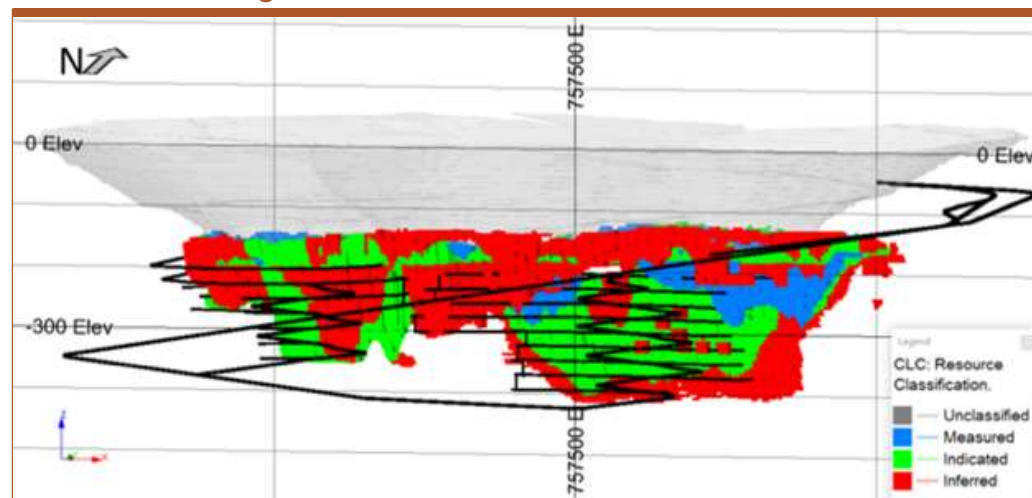 N
757500 E
0 Elev
0 Elev
-300 Elev
757500 E
Legend
CLC: Resource
Classification.
Unclassified
Measured
Indicated
Inferred